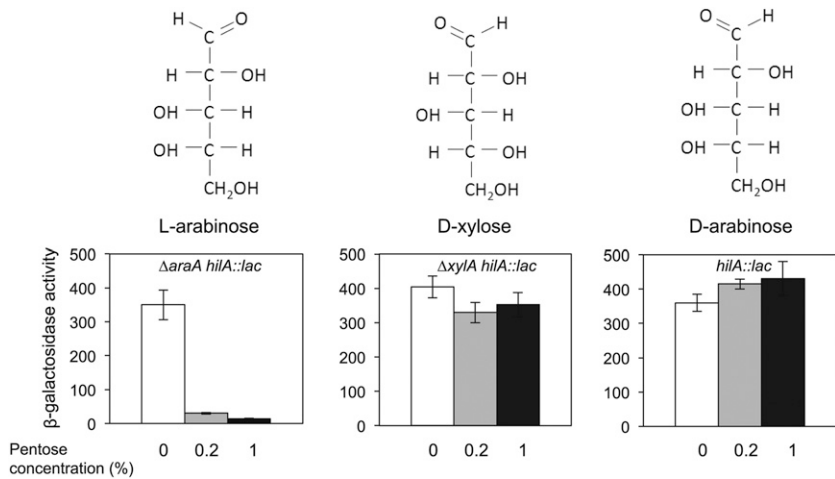 H O
C
H C OH
OH C H
OH C H
CH2OH
L-arabinose
O H
C
H C OH
OH C H
H C OH
CH2OH
D-xylose
O H
C
H C OH
OH C H
OH C H
CH2OH
D-arabinose
β-galactosidase activity
500
400
300
200
100
0
ΔaraA hilA::lac
500
400
300
200
100
0
ΔxylA hilA::lac
500
400
300
200
100
0
hilA::lac
Pentose
concentration (%)
0 0.2 1
0 0.2 1
0 0.2 1